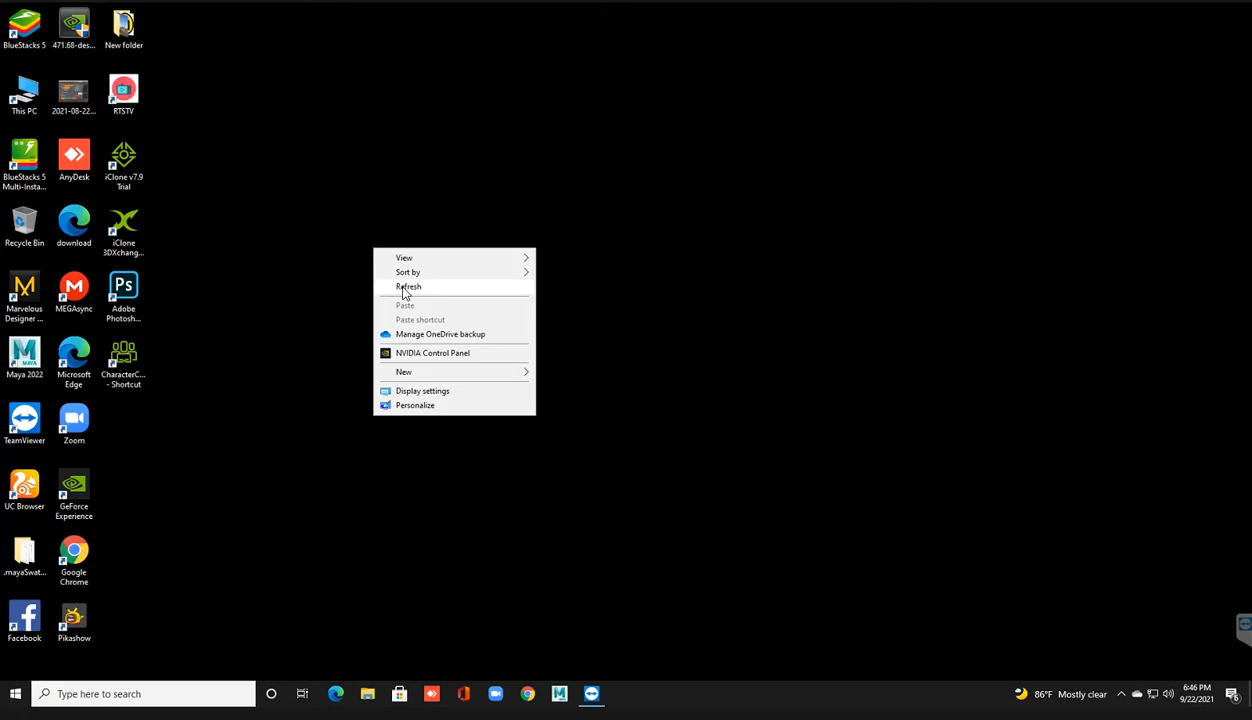 BlueStacks 5
471.68-des...
New folder
This PC
2021-08-22...
RTSTV
BlueStacks 5
Multi-Insta...
AnyDesk
iClone v7.9
Trial
Recycle Bin
download
iClone
3DXchang...
Marvelous
Designer ...
MEGAsync
Ps
Adobe
Photosh...
Maya 2022
Microsoft
Edge
CharacterC...
- Shortcut
TeamViewer
Zoom
UC Browser
GeForce
Experience
.mayaSwat...
Google
Chrome
Facebook
Pikashow
View
Sort by
Refresh
Paste
Paste shortcut
Manage OneDrive backup
NVIDIA Control Panel
New
Display settings
Personalize
Type here to search
86°F Mostly clear
6:46 PM
9/22/2021
6